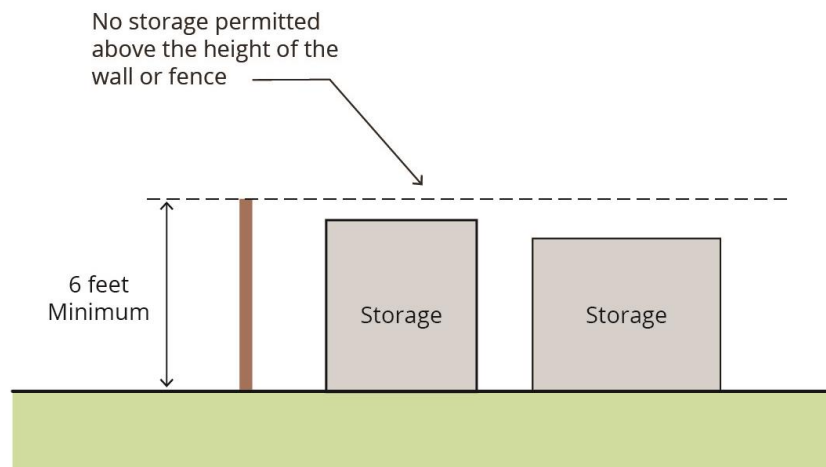 No storage permitted
above the height of the
wall or fence
6 feet
Minimum
Storage
Storage